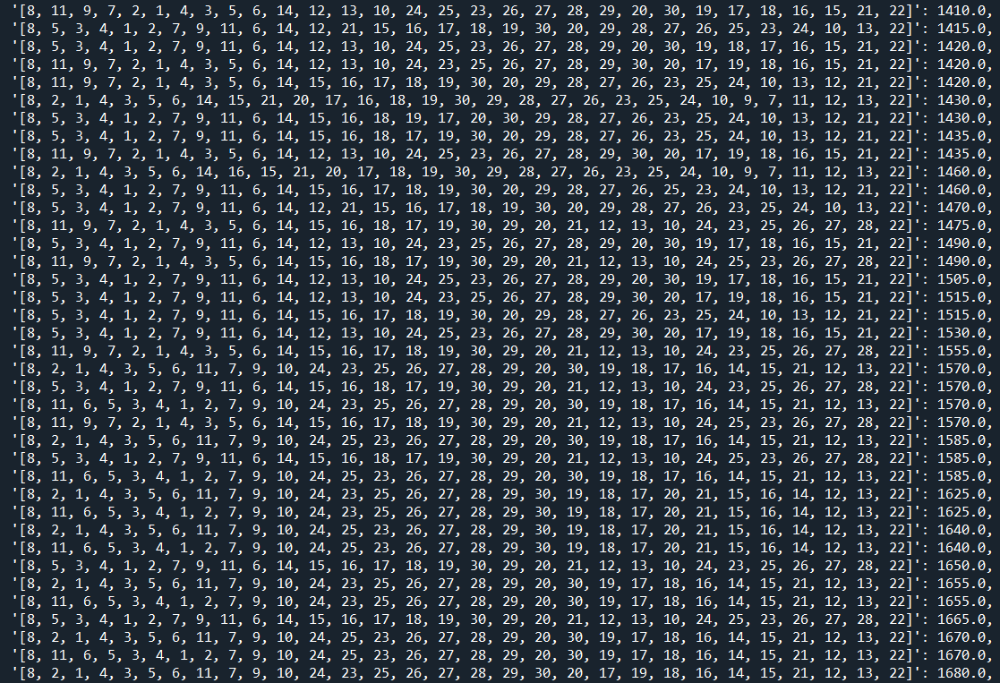 '[8, 11, 9, 7, 2, 1, 4, 3, 5, 6, 14, 12, 13, 10, 24, 25, 23, 26, 27, 28, 29, 20, 30, 19, 17, 18, 16, 15, 21, 22]': 1410.0,
'[8, 5, 3, 4, 1, 2, 7, 9, 11, 6, 14, 12, 21, 15, 16, 17, 18, 19, 30, 20, 29, 28, 27, 26, 25, 23, 24, 10, 13, 22]': 1415.0,
'[8, 5, 3, 4, 1, 2, 7, 9, 11, 6, 14, 12, 13, 10, 24, 25, 23, 26, 27, 28, 29, 20, 30, 19, 18, 17, 16, 15, 21, 22]': 1420.0,
'[8, 11, 9, 7, 2, 1, 4, 3, 5, 6, 14, 12, 13, 10, 24, 23, 25, 26, 27, 28, 29, 30, 20, 17, 19, 18, 16, 15, 21, 22]': 1420.0,
'[8, 11, 9, 7, 2, 1, 4, 3, 5, 6, 14, 15, 16, 17, 18, 19, 30, 20, 29, 28, 27, 26, 23, 25, 24, 10, 13, 12, 21, 22]': 1420.0,
'[8, 2, 1, 4, 3, 5, 6, 14, 15, 21, 20, 17, 16, 18, 19, 30, 29, 28, 27, 26, 23, 25, 24, 10, 9, 7, 11, 12, 13, 22]': 1430.0,
'[8, 5, 3, 4, 1, 2, 7, 9, 11, 6, 14, 15, 16, 18, 19, 17, 20, 30, 29, 28, 27, 26, 23, 25, 24, 10, 13, 12, 21, 22]': 1430.0,
'[8, 5, 3, 4, 1, 2, 7, 9, 11, 6, 14, 15, 16, 18, 17, 19, 30, 20, 29, 28, 27, 26, 23, 25, 24, 10, 13, 12, 21, 22]': 1435.0,
'[8, 11, 9, 7, 2, 1, 4, 3, 5, 6, 14, 12, 13, 10, 24, 25, 23, 26, 27, 28, 29, 30, 20, 17, 19, 18, 16, 15, 21, 22]': 1435.0,
'[8, 2, 1, 4, 3, 5, 6, 14, 16, 15, 21, 20, 17, 18, 19, 30, 29, 28, 27, 26, 23, 25, 24, 10, 9, 7, 11, 12, 13, 22]': 1460.0,
'[8, 5, 3, 4, 1, 2, 7, 9, 11, 6, 14, 15, 16, 17, 18, 19, 30, 20, 29, 28, 27, 26, 25, 23, 24, 10, 13, 12, 21, 22]': 1460.0,
'[8, 5, 3, 4, 1, 2, 7, 9, 11, 6, 14, 12, 21, 15, 16, 17, 18, 19, 30, 20, 29, 28, 27, 26, 23, 25, 24, 10, 13, 22]': 1470.0,
'[8, 11, 9, 7, 2, 1, 4, 3, 5, 6, 14, 15, 16, 18, 17, 19, 30, 29, 20, 21, 12, 13, 10, 24, 23, 25, 26, 27, 28, 22]': 1475.0,
'[8, 5, 3, 4, 1, 2, 7, 9, 11, 6, 14, 12, 13, 10, 24, 23, 25, 26, 27, 28, 29, 20, 30, 19, 17, 18, 16, 15, 21, 22]': 1490.0,
'[8, 11, 9, 7, 2, 1, 4, 3, 5, 6, 14, 15, 16, 18, 17, 19, 30, 29, 20, 21, 12, 13, 10, 24, 25, 23, 26, 27, 28, 22]': 1490.0,
'[8, 5, 3, 4, 1, 2, 7, 9, 11, 6, 14, 12, 13, 10, 24, 25, 23, 26, 27, 28, 29, 20, 30, 19, 17, 18, 16, 15, 21, 22]': 1505.0,
'[8, 5, 3, 4, 1, 2, 7, 9, 11, 6, 14, 12, 13, 10, 24, 23, 25, 26, 27, 28, 29, 30, 20, 17, 19, 18, 16, 15, 21, 22]': 1515.0,
'[8, 5, 3, 4, 1, 2, 7, 9, 11, 6, 14, 15, 16, 17, 18, 19, 30, 20, 29, 28, 27, 26, 23, 25, 24, 10, 13, 12, 21, 22]': 1515.0,
'[8, 5, 3, 4, 1, 2, 7, 9, 11, 6, 14, 12, 13, 10, 24, 25, 23, 26, 27, 28, 29, 30, 20, 17, 19, 18, 16, 15, 21, 22]': 1530.0,
'[8, 11, 9, 7, 2, 1, 4, 3, 5, 6, 14, 15, 16, 17, 18, 19, 30, 29, 20, 21, 12, 13, 10, 24, 23, 25, 26, 27, 28, 22]': 1555.0,
'[8, 2, 1, 4, 3, 5, 6, 11, 7, 9, 10, 24, 23, 25, 26, 27, 28, 29, 20, 30, 19, 18, 17, 16, 14, 15, 21, 12, 13, 22]': 1570.0,
'[8, 5, 3, 4, 1, 2, 7, 9, 11, 6, 14, 15, 16, 18, 17, 19, 30, 29, 20, 21, 12, 13, 10, 24, 23, 25, 26, 27, 28, 22]': 1570.0,
'[8, 11, 6, 5, 3, 4, 1, 2, 7, 9, 10, 24, 23, 25, 26, 27, 28, 29, 20, 30, 19, 18, 17, 16, 14, 15, 21, 12, 13, 22]': 1570.0,
'[8, 11, 9, 7, 2, 1, 4, 3, 5, 6, 14, 15, 16, 17, 18, 19, 30, 29, 20, 21, 12, 13, 10, 24, 25, 23, 26, 27, 28, 22]': 1570.0,
'[8, 2, 1, 4, 3, 5, 6, 11, 7, 9, 10, 24, 25, 23, 26, 27, 28, 29, 20, 30, 19, 18, 17, 16, 14, 15, 21, 12, 13, 22]': 1585.0,
'[8, 5, 3, 4, 1, 2, 7, 9, 11, 6, 14, 15, 16, 18, 17, 19, 30, 29, 20, 21, 12, 13, 10, 24, 25, 23, 26, 27, 28, 22]': 1585.0,
'[8, 11, 6, 5, 3, 4, 1, 2, 7, 9, 10, 24, 25, 23, 26, 27, 28, 29, 20, 30, 19, 18, 17, 16, 14, 15, 21, 12, 13, 22]': 1585.0,
'[8, 2, 1, 4, 3, 5, 6, 11, 7, 9, 10, 24, 23, 25, 26, 27, 28, 29, 30, 19, 18, 17, 20, 21, 15, 16, 14, 12, 13, 22]': 1625.0,
'[8, 11, 6, 5, 3, 4, 1, 2, 7, 9, 10, 24, 23, 25, 26, 27, 28, 29, 30, 19, 18, 17, 20, 21, 15, 16, 14, 12, 13, 22]': 1625.0,
'[8, 2, 1, 4, 3, 5, 6, 11, 7, 9, 10, 24, 25, 23, 26, 27, 28, 29, 30, 19, 18, 17, 20, 21, 15, 16, 14, 12, 13, 22]': 1640.0,
'[8, 11, 6, 5, 3, 4, 1, 2, 7, 9, 10, 24, 25, 23, 26, 27, 28, 29, 30, 19, 18, 17, 20, 21, 15, 16, 14, 12, 13, 22]': 1640.0,
'[8, 5, 3, 4, 1, 2, 7, 9, 11, 6, 14, 15, 16, 17, 18, 19, 30, 29, 20, 21, 12, 13, 10, 24, 23, 25, 26, 27, 28, 22]': 1650.0,
'[8, 2, 1, 4, 3, 5, 6, 11, 7, 9, 10, 24, 23, 25, 26, 27, 28, 29, 20, 30, 19, 17, 18, 16, 14, 15, 21, 12, 13, 22]': 1655.0,
'[8, 11, 6, 5, 3, 4, 1, 2, 7, 9, 10, 24, 23, 25, 26, 27, 28, 29, 20, 30, 19, 17, 18, 16, 14, 15, 21, 12, 13, 22]': 1655.0,
'[8, 5, 3, 4, 1, 2, 7, 9, 11, 6, 14, 15, 16, 17, 18, 19, 30, 29, 20, 21, 12, 13, 10, 24, 25, 23, 26, 27, 28, 22]': 1665.0,
'[8, 2, 1, 4, 3, 5, 6, 11, 7, 9, 10, 24, 25, 23, 26, 27, 28, 29, 20, 30, 19, 17, 18, 16, 14, 15, 21, 12, 13, 22]': 1670.0,
'[8, 11, 6, 5, 3, 4, 1, 2, 7, 9, 10, 24, 25, 23, 26, 27, 28, 29, 20, 30, 19, 17, 18, 16, 14, 15, 21, 12, 13, 22]': 1670.0,
'[8, 2, 1, 4, 3, 5, 6, 11, 7, 9, 10, 24, 23, 25, 26, 27, 28, 29, 30, 20, 17, 19, 18, 16, 14, 15, 21, 12, 13, 22]': 1680.0,